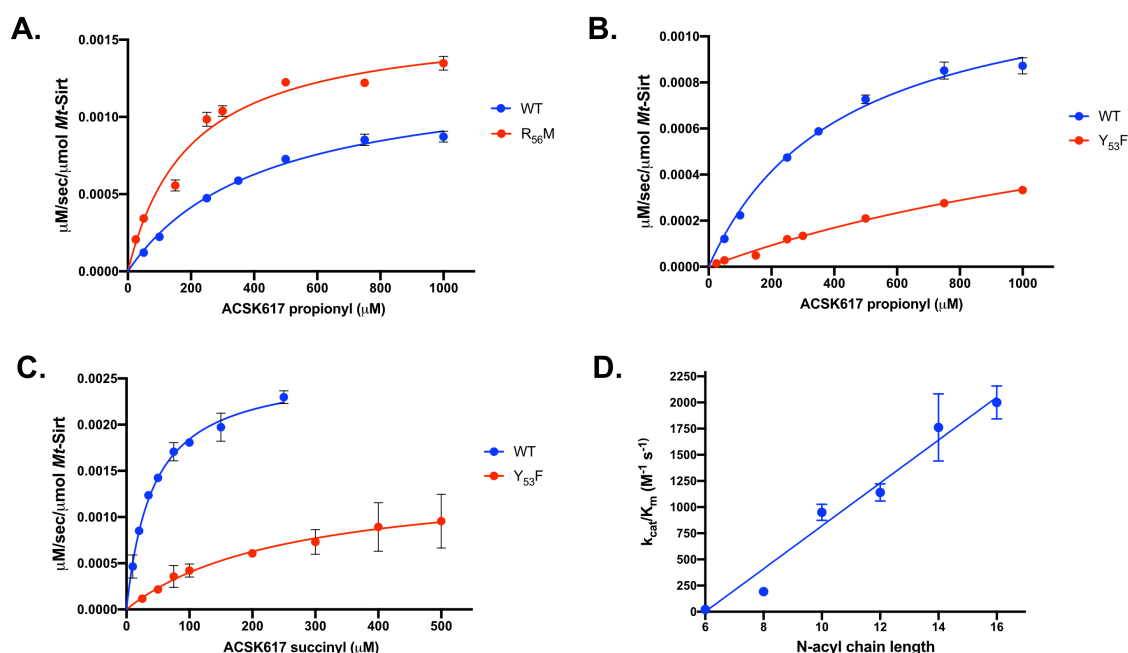 A.
0.0015
0.0010
0.0005
0.0000
0 200 400 600 800 1000
μM/sec/μmol Mt-Sirt
ACSK617 propionyl (μM)
WT
R56M
B.
0.0010
0.0008
0.0006
0.0004
0.0002
0.0000
0 200 400 600 800 1000
μM/sec/μmol Mt-Sirt
ACSK617 propionyl (μM)
WT
Y53F
C.
0.0025
0.0020
0.0015
0.0010
0.0005
0.0000
0 100 200 300 400 500
μM/sec/μmol Mt-Sirt
ACSK617 succinyl (μM)
WT
Y53F
D.
2250
2000
1750
1500
1250
1000
750
500
250
0
6 8 10 12 14 16
kcat/Km (M⁻¹ s⁻¹)
N-acyl chain length